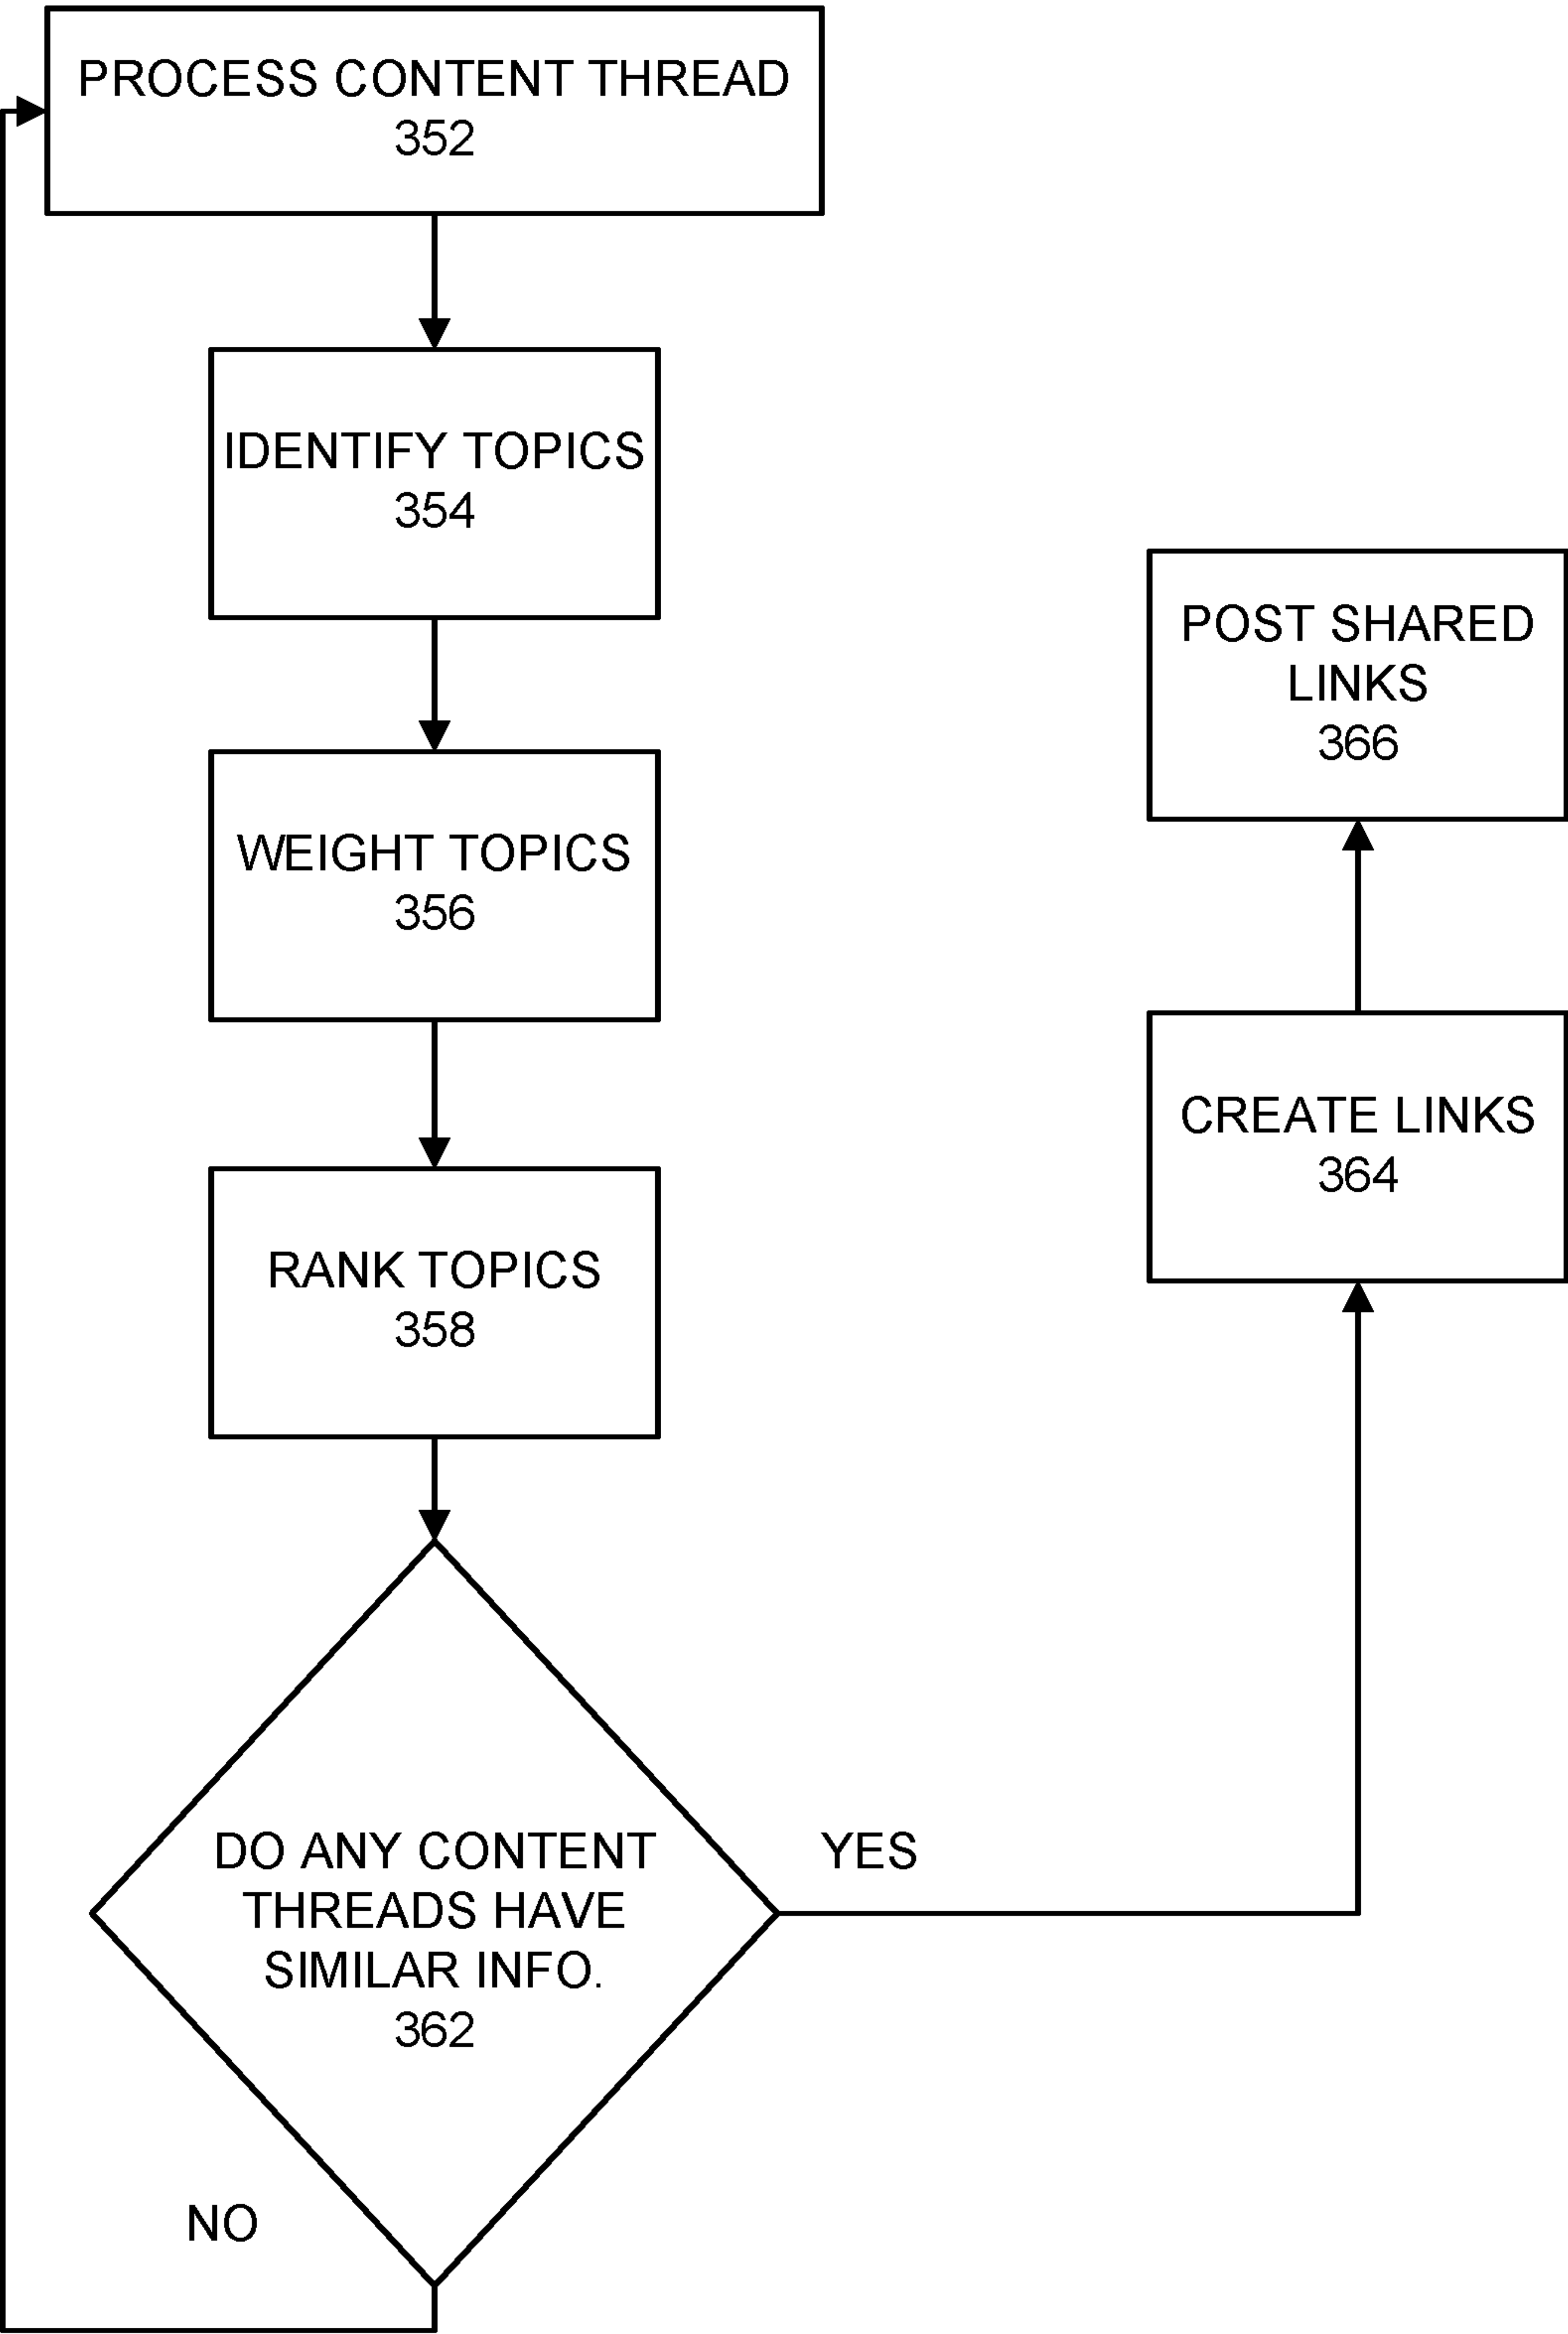 PROCESS CONTENT THREAD
352
IDENTIFY TOPICS
354
WEIGHT TOPICS
356
RANK TOPICS
358
DO ANY CONTENT
THREADS HAVE
SIMILAR INFO.
362
YES
NO
CREATE LINKS
364
POST SHARED
LINKS
366